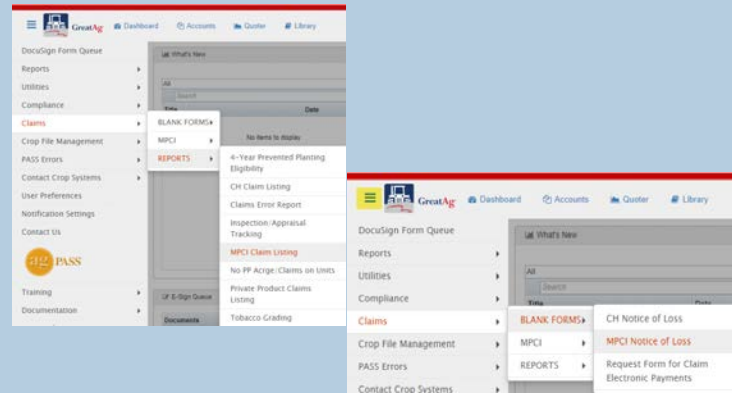 GreatAg Dashboard Accounts Quoter Library
DocuSign Form Queue
Reports
Utilities
Compliance
Claims
Crop File Management
PASS Errors
Contact Crop Systems
User Preferences
Notification Settings
Contact Us
ag PASS
Training
Documentation
What's New
All
Search
Title Date
No items to display
E-Sign Queue
Documents
BLANK FORMS
MPCI
REPORTS
4-Year Prevented Planting
Eligibility
CH Claim Listing
Claims Error Report
Inspection/Appraisal
Tracking
MPCI Claim Listing
No PP Acrge/Claims on Units
Private Product Claims
Listing
Tobacco Grading
GreatAg Dashboard Accounts Quoter Library
DocuSign Form Queue
Reports
Utilities
Compliance
Claims
Crop File Management
PASS Errors
Contact Crop Systems
What's New
All
Search
Title Date
BLANK FORMS
MPCI
REPORTS
CH Notice of Loss
MPCI Notice of Loss
Request Form for Claim
Electronic Payments